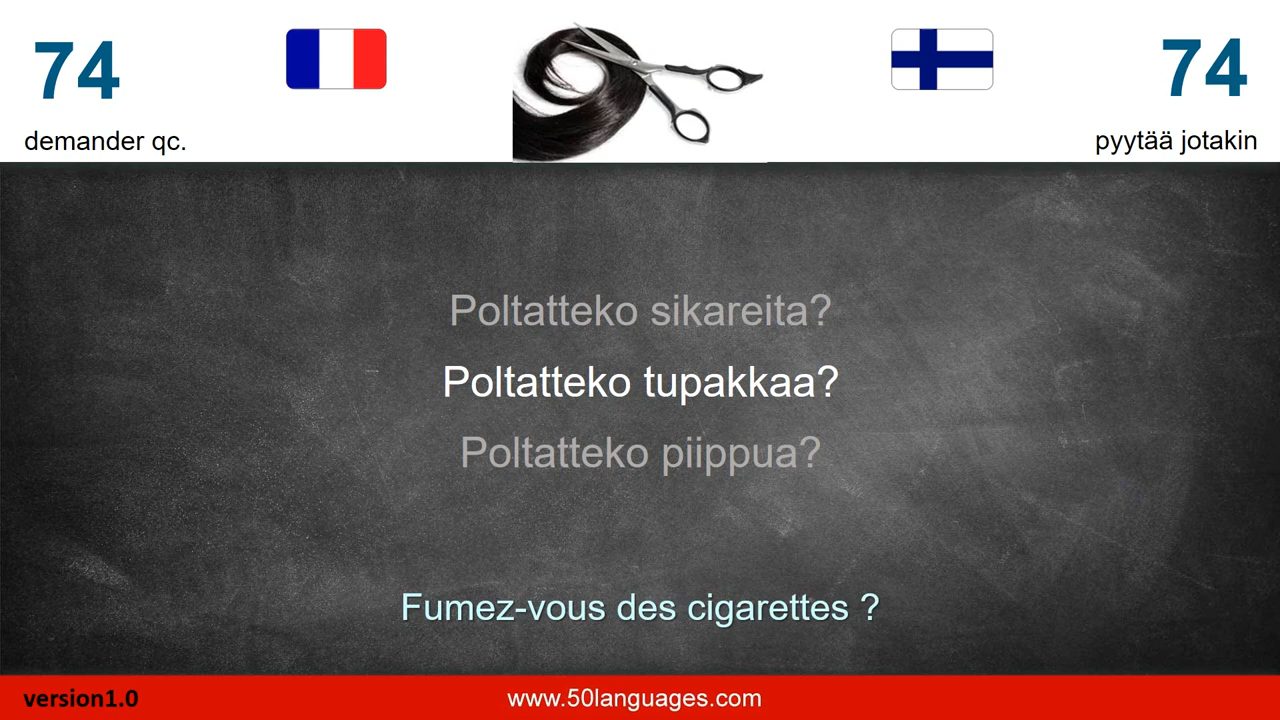 74
74
demander qc.
pyytää jotakin
Poltatteko sikareita?
Poltatteko tupakkaa?
Poltatteko piippua?
Fumez-vous des cigarettes ?
version1.0
www.50languages.com